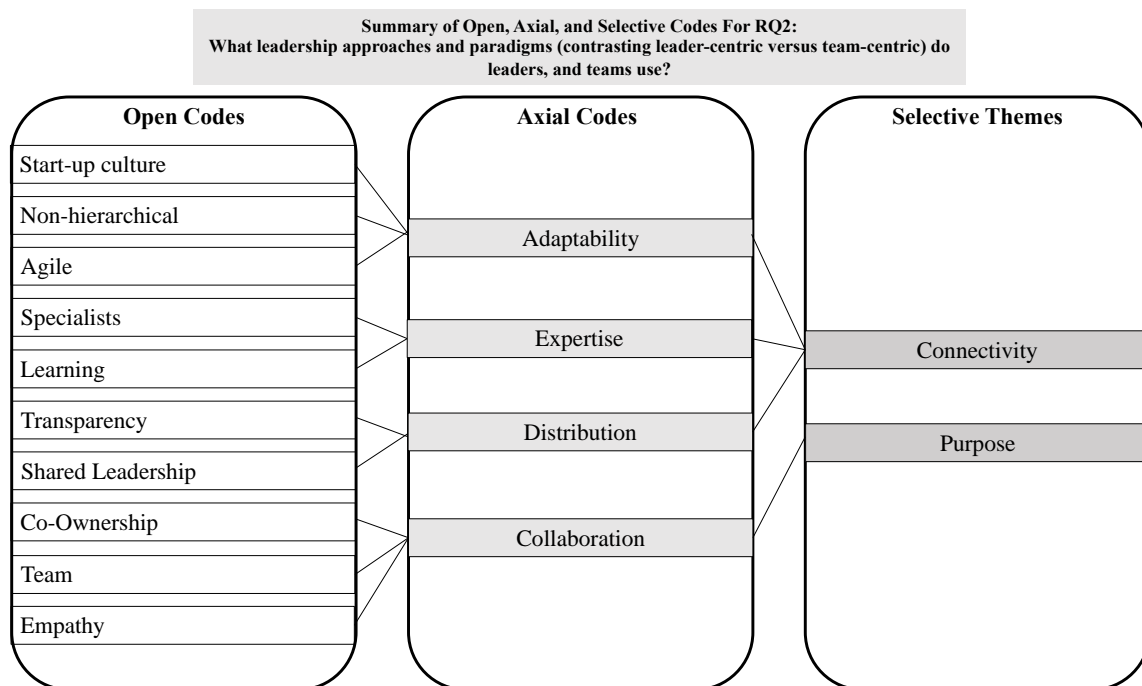 Summary of Open, Axial, and Selective Codes For RQ2:
What leadership approaches and paradigms (contrasting leader-centric versus team-centric) do
leaders, and teams use?
Open Codes
Start-up culture
Non-hierarchical
Agile
Specialists
Learning
Transparency
Shared Leadership
Co-Ownership
Team
Empathy
Axial Codes
Adaptability
Expertise
Distribution
Collaboration
Selective Themes
Connectivity
Purpose